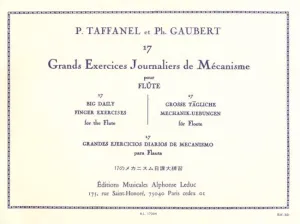 P. TAFFANEL et Ph. GAUBERT
17
Grands Exercices Journaliers de Mécanisme
pour
FLÛTE
17
BIG DAILY
FINGER EXERCISES
for the Flute
17
GROSSE TÄGLICHE
MECHANIK-UEBUNGEN
für Floete
17
GRANDES EJERCICIOS DIARIOS DE MECANISMO
para Flauta
Éditions Musicales Alphonse Leduc
175, rue Saint-Honoré, 75040 Paris cedex 01